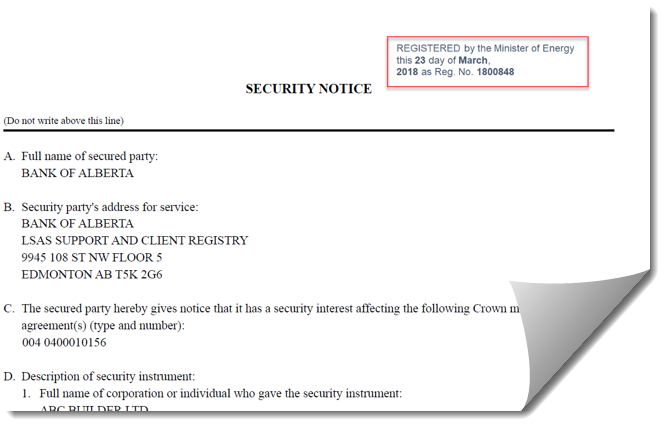 REGISTERED by the Minister of Energy
this 23 day of March,
2018 as Reg. No. 1800848
SECURITY NOTICE
(Do not write above this line)
A. Full name of secured party:
BANK OF ALBERTA
B. Security party's address for service:
BANK OF ALBERTA
LSAS SUPPORT AND CLIENT REGISTRY
9945 108 ST NW FLOOR 5
EDMONTON AB T5K 2G6
C. The secured party hereby gives notice that it has a security interest affecting the following Crown m
agreement(s) (type and number):
004 0400010156
D. Description of security instrument:
1. Full name of corporation or individual who gave the security instrument:
ABC BUILDER LTD